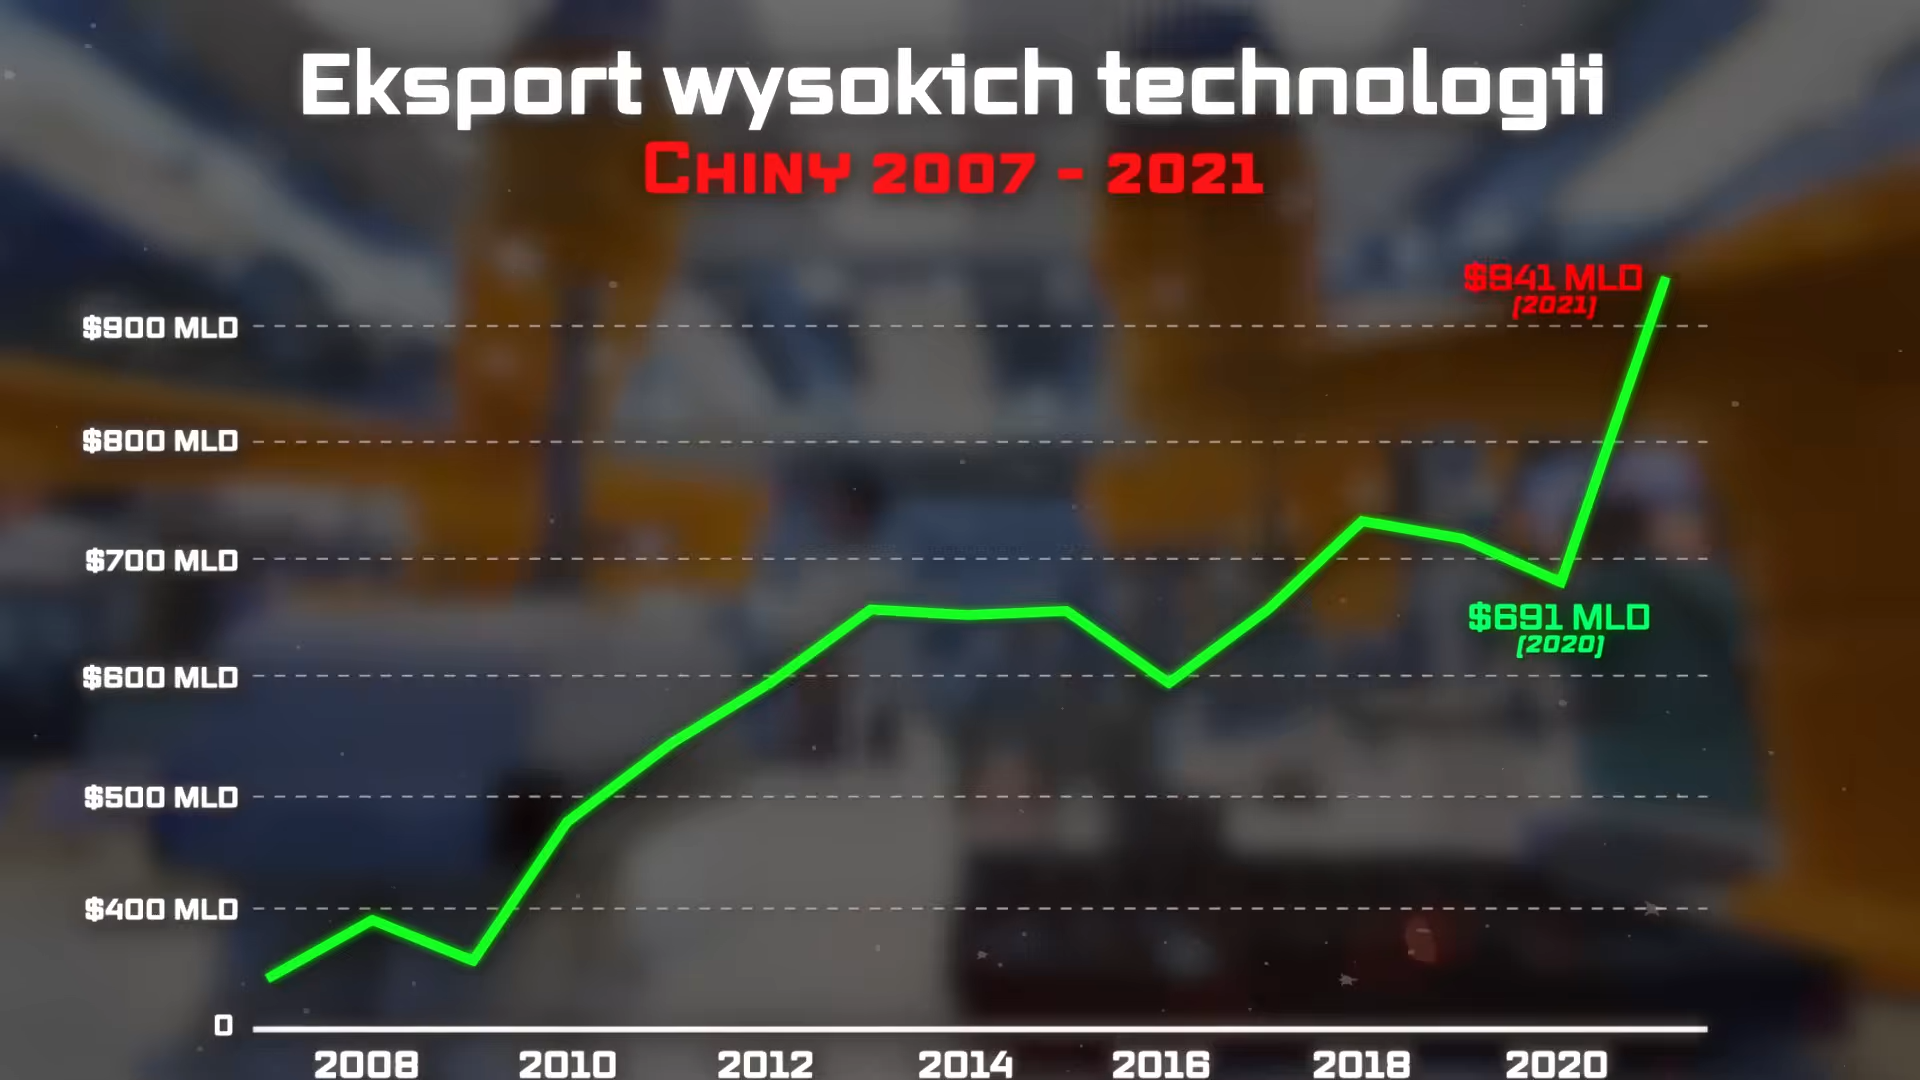 Eksport wysokich technologii
CHINY 2007 - 2021
$841 MLD
(2021)
$900 MLD
$800 MLD
$700 MLD
$691 MLD
(2020)
$600 MLD
$500 MLD
$400 MLD
0
2008 2010 2012 2014 2016 2018 2020